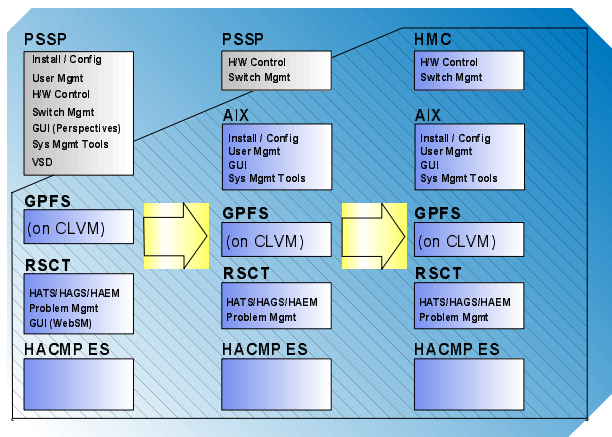 PSSP
Install / Config
User Mgmt
H/W Control
Switch Mgmt
GUI (Perspectives)
Sys Mgmt Tools
VSD
GPFS
(on CLVM)
RSCT
HATS/HAGS/HAEM
Problem Mgmt
GUI (WebSM)
HACMP ES
PSSP
H/W Control
Switch Mgmt
AIX
Install / Config
User Mgmt
GUI
Sys Mgmt Tools
GPFS
(on CLVM)
RSCT
HATS/HAGS/HAEM
Problem Mgmt
HACMP ES
HMC
H/W Control
Switch Mgmt
AIX
Install / Config
User Mgmt
GUI
Sys Mgmt Tools
GPFS
(on CLVM)
RSCT
HATS/HAGS/HAEM
Problem Mgmt
HACMP ES